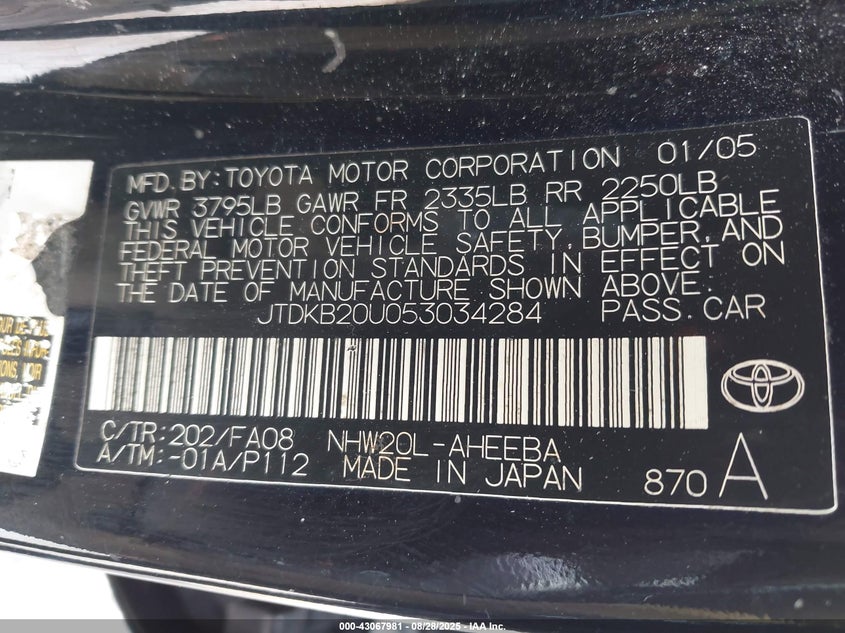 MFD.BY:TOYOTA MOTOR CORPORATION 01/05
GVWR 3795LB GAWR FR 2335LB RR 2250LB
THIS VEHICLE CONFORMS TO ALL APPLICABLE
FEDERAL MOTOR VEHICLE SAFETY,BUMPER,AND
THEFT PREVENTION STANDARDS IN EFFECT ON
THE DATE OF MANUFACTURE SHOWN ABOVE.
JTDKB20U053034284 PASS.CAR
C/TR:202/FA08 NHW20L-AHEEBA
A/TM:-01A/P112 MADE IN JAPAN 870 A
000-43067981 - 08/28/2025 - IAA Inc.